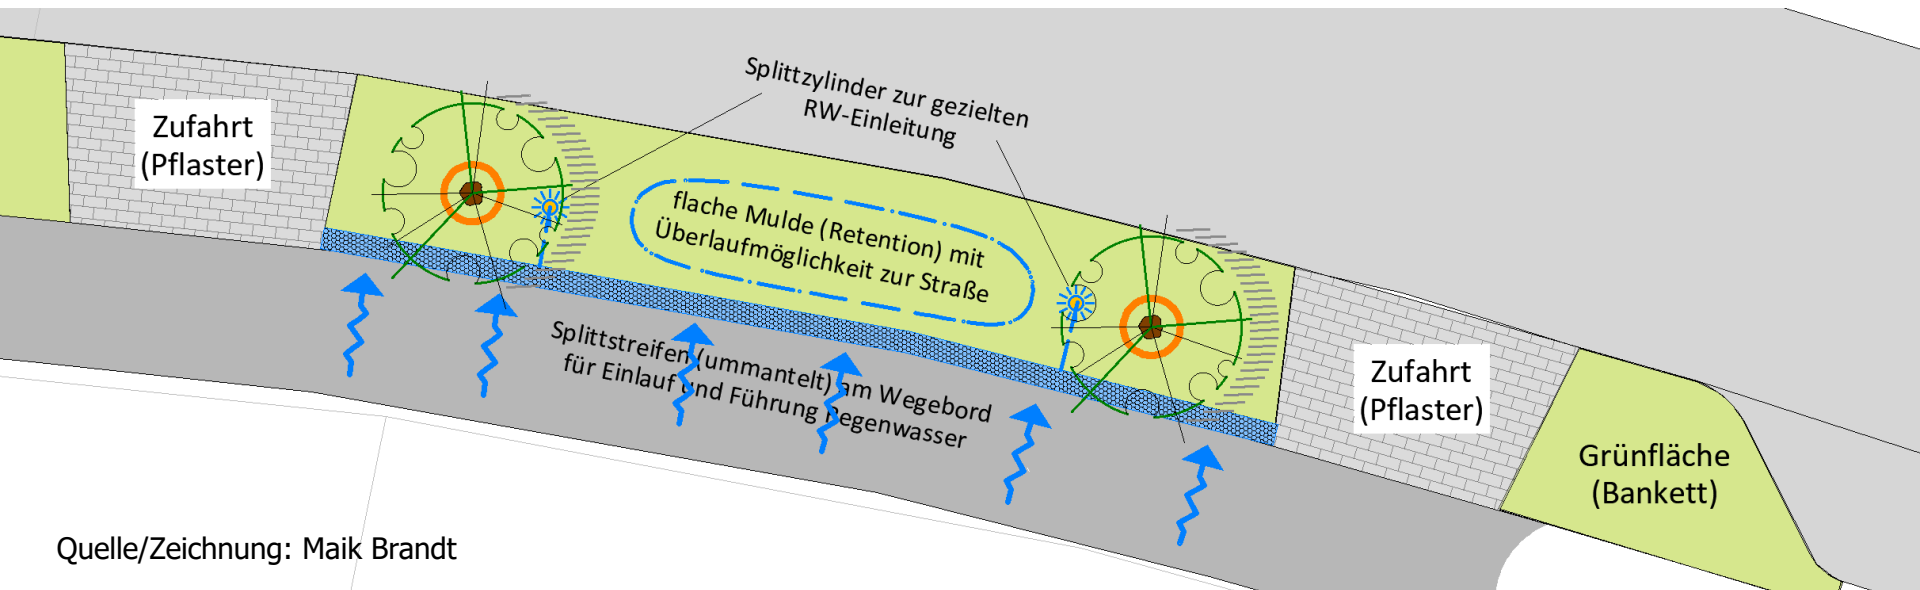 Splittzylinder zur gezielten
RW-Einleitung
Zufahrt
(Pflaster)
flache Mulde (Retention) mit
Überlaufmöglichkeit zur Straße
Splittstreifen (ummantelt) am Wegebord
für Einlauf und Führung Regenwasser
Zufahrt
(Pflaster)
Grünfläche
(Bankett)
Quelle/Zeichnung: Maik Brandt